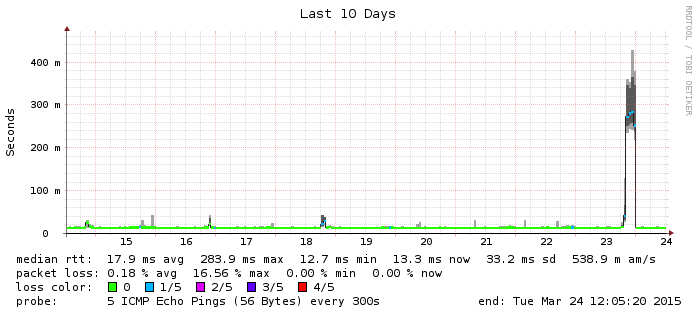 Last 10 Days
RRDTOOL / TOBI OETIKER
Seconds
400 m
300 m
200 m
100 m
0
15 16 17 18 19 20 21 22 23 24
median rtt: 17.9 ms avg 283.9 ms max 12.7 ms min 13.3 ms now 33.2 ms sd 538.9 m am/s
packet loss: 0.18 % avg 16.56 % max 0.00 % min 0.00 % now
loss color: 0 1/5 2/5 3/5 4/5
probe: 5 ICMP Echo Pings (56 Bytes) every 300s end: Tue Mar 24 12:05:20 2015